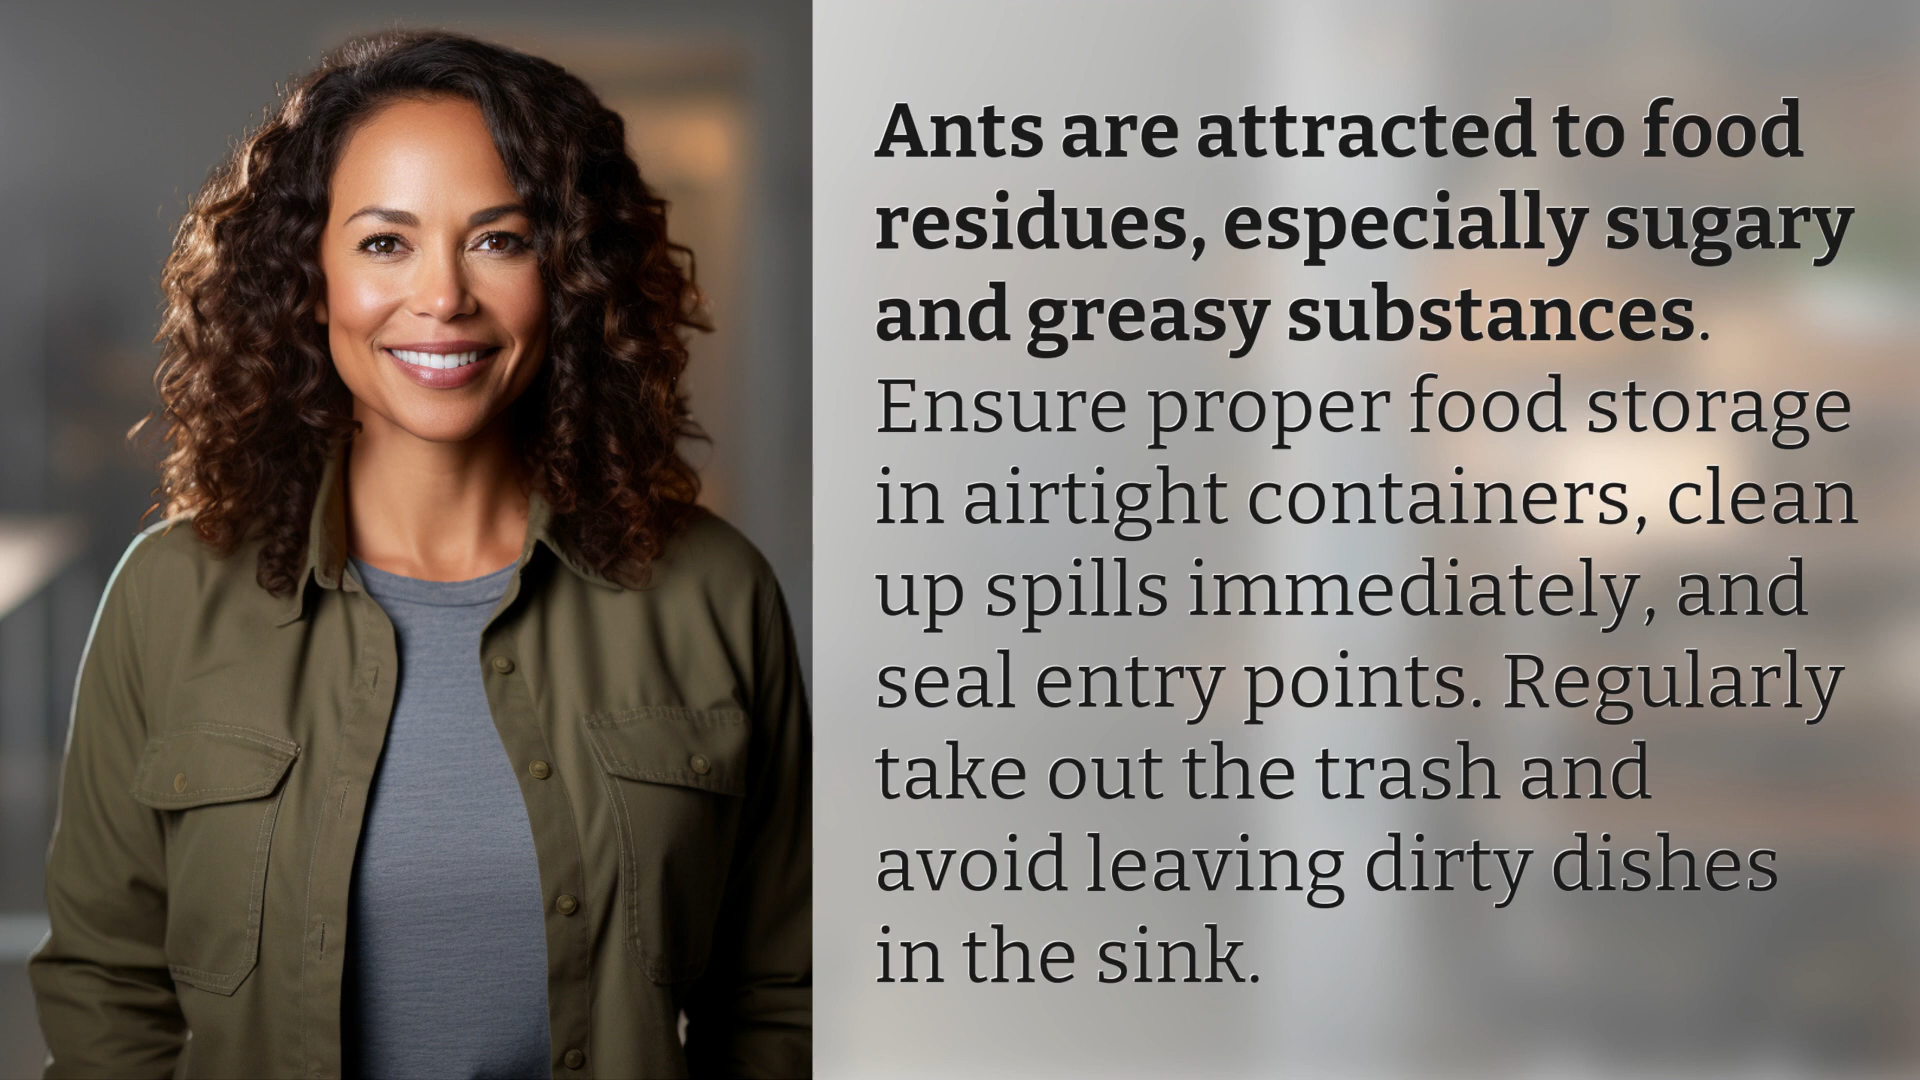 Ants are attracted to food
residues, especially sugary
and greasy substances.
Ensure proper food storage
in airtight containers, clean
up spills immediately, and
seal entry points. Regularly
take out the trash and
avoid leaving dirty dishes
in the sink.